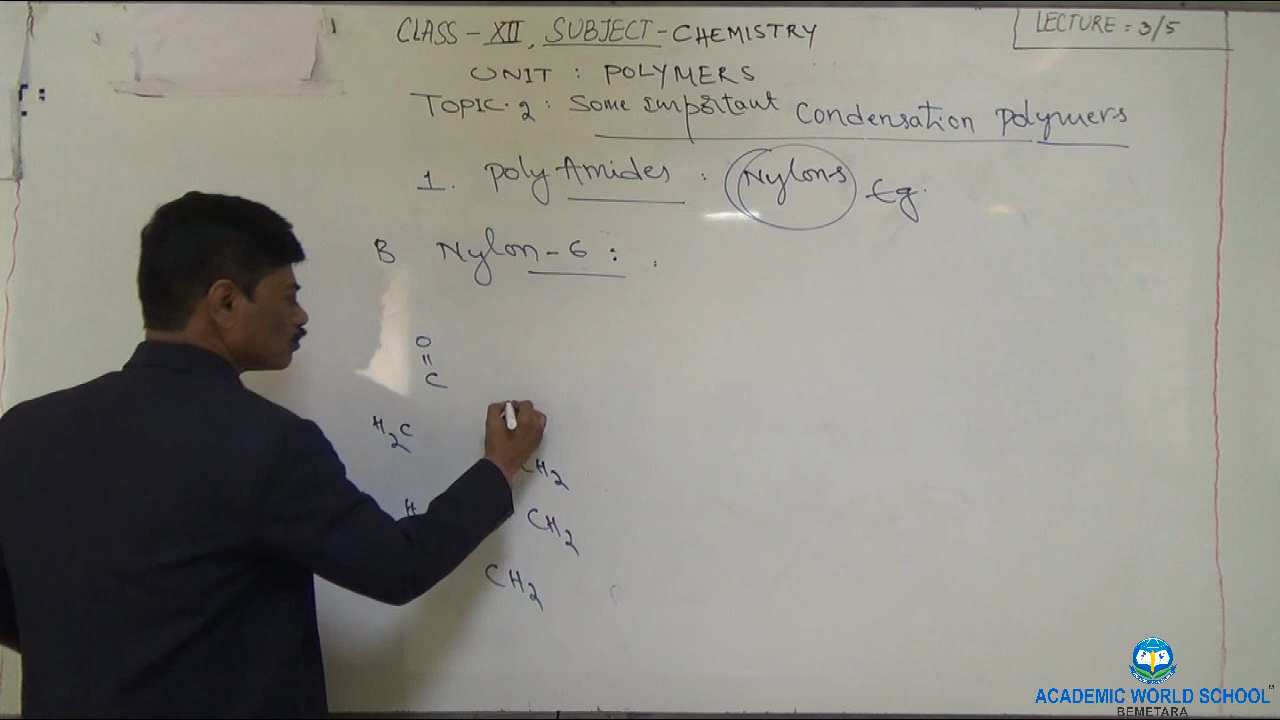 CLASS - XII, SUBJECT - CHEMISTRY
LECTURE = 3/5
UNIT : POLYMERS
TOPIC. 2 : Some important Condensation Polymers
1. Poly Amides : Nylons Eg.
B Nylon - 6 :
O
=
C
H2C
CH2
H
CH2
CH2
ACADEMIC WORLD SCHOOL
BEMETARA